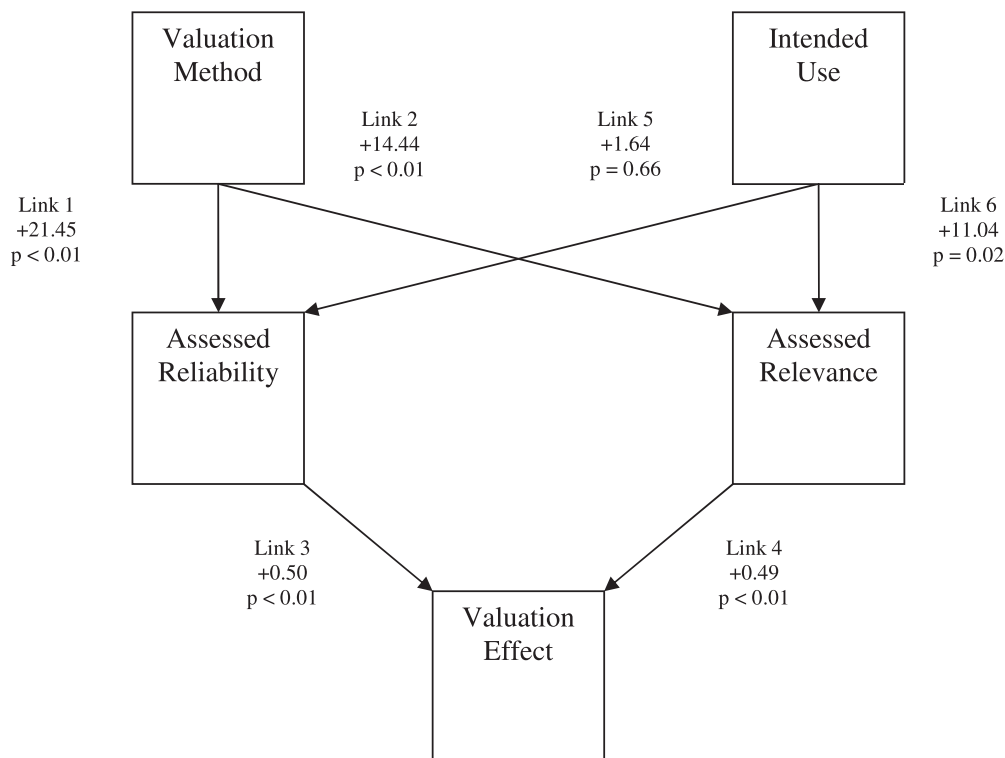 Valuation
Method
Intended
Use
Link 2
+14.44
p < 0.01
Link 5
+1.64
p = 0.66
Link 1
+21.45
p < 0.01
Link 6
+11.04
p = 0.02
Assessed
Reliability
Assessed
Relevance
Link 3
+0.50
p < 0.01
Link 4
+0.49
p < 0.01
Valuation
Effect